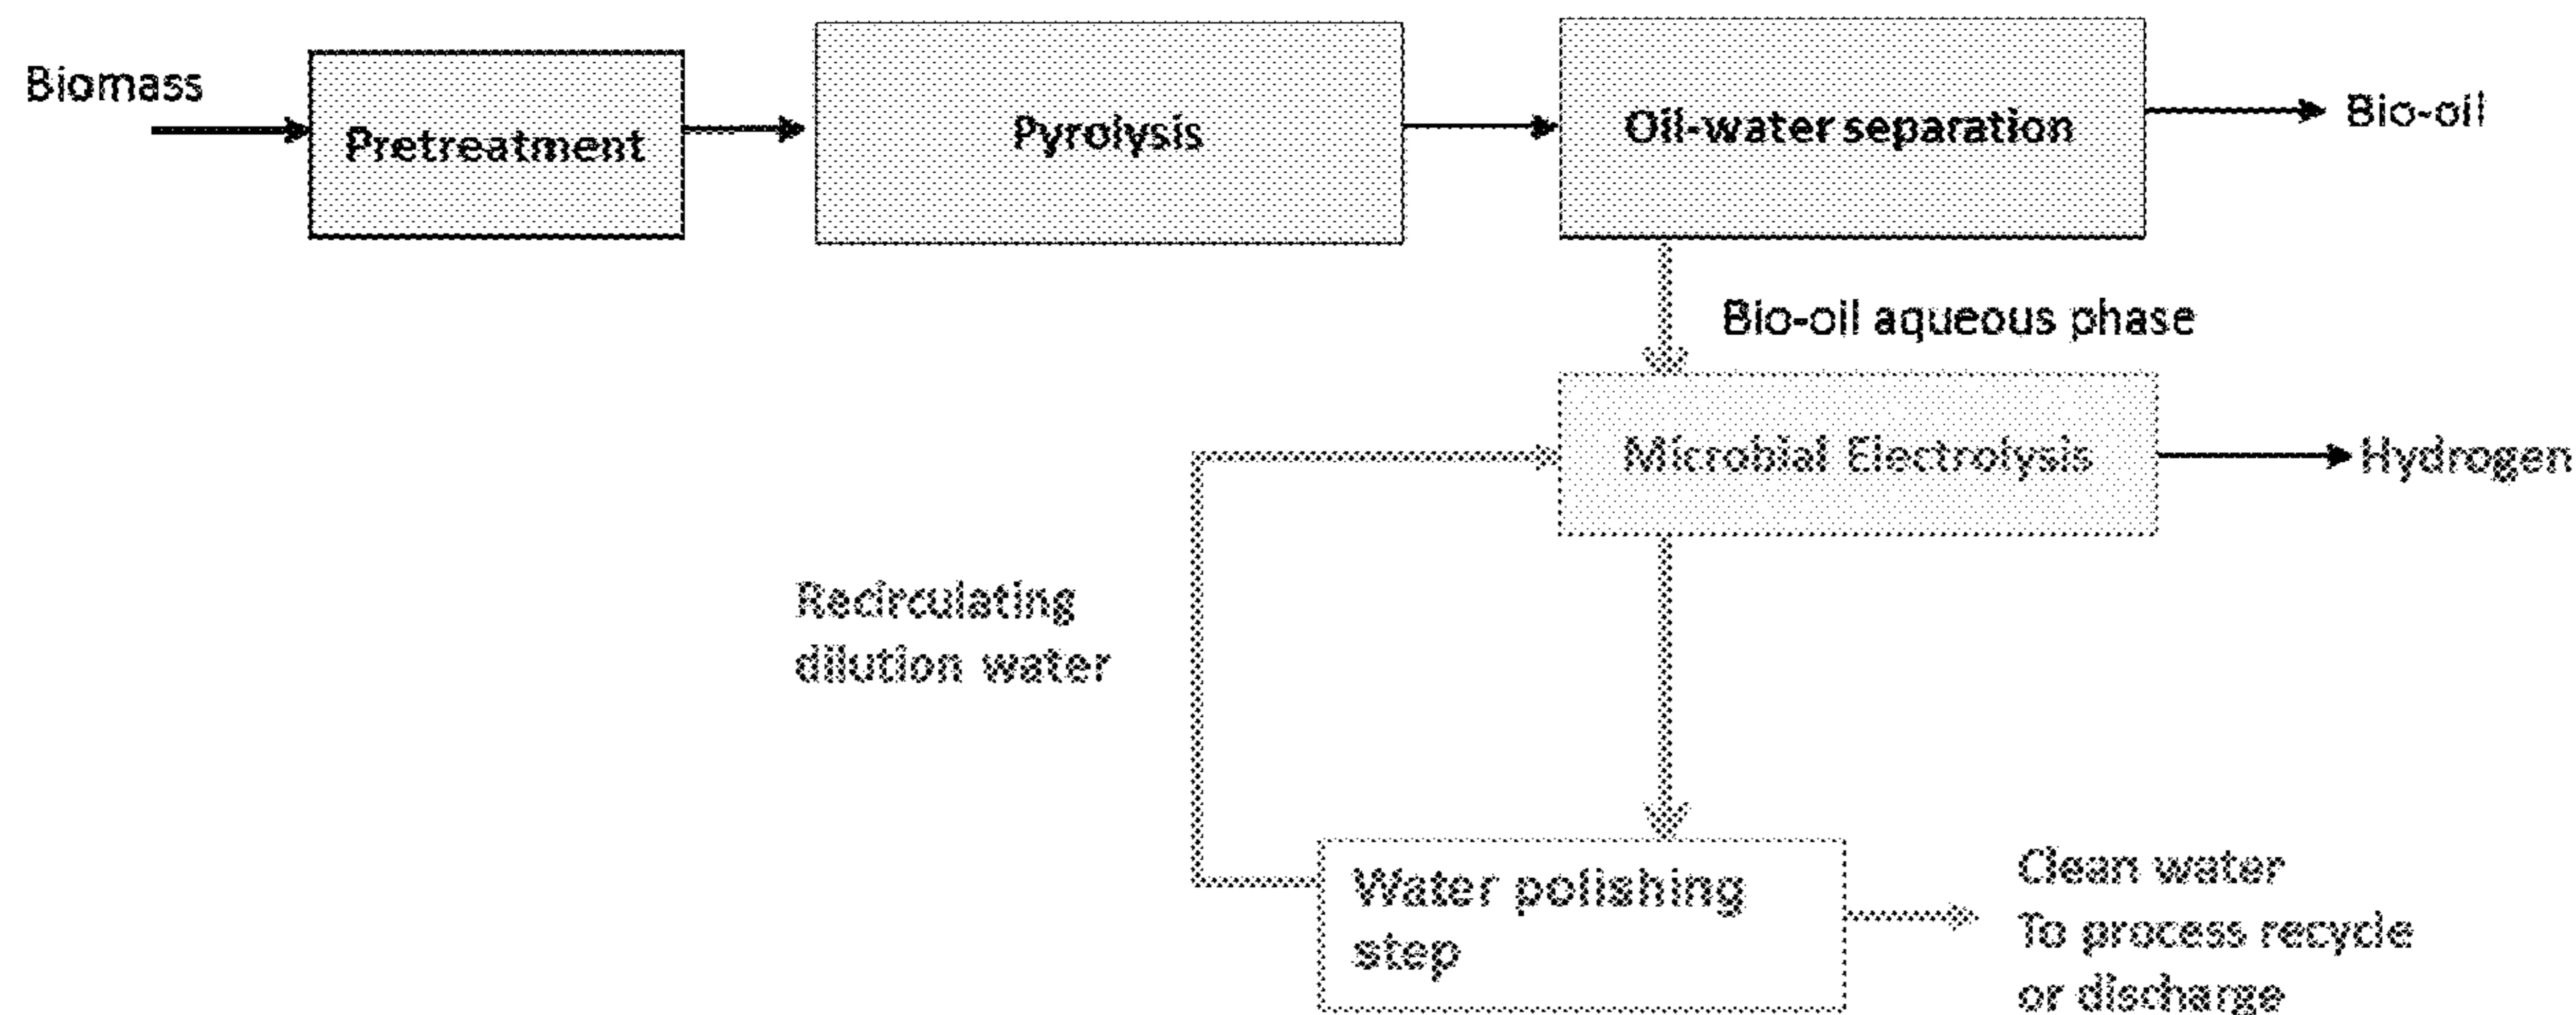 Biomass
Pretreatment
Pyrolysis
Oil-water separation
Bio-oil
Bio-oil aqueous phase
Microbial Electrolysis
Hydrogen
Recirculating
dilution water
Water polishing
step
Clean water
To process recycle
or discharge